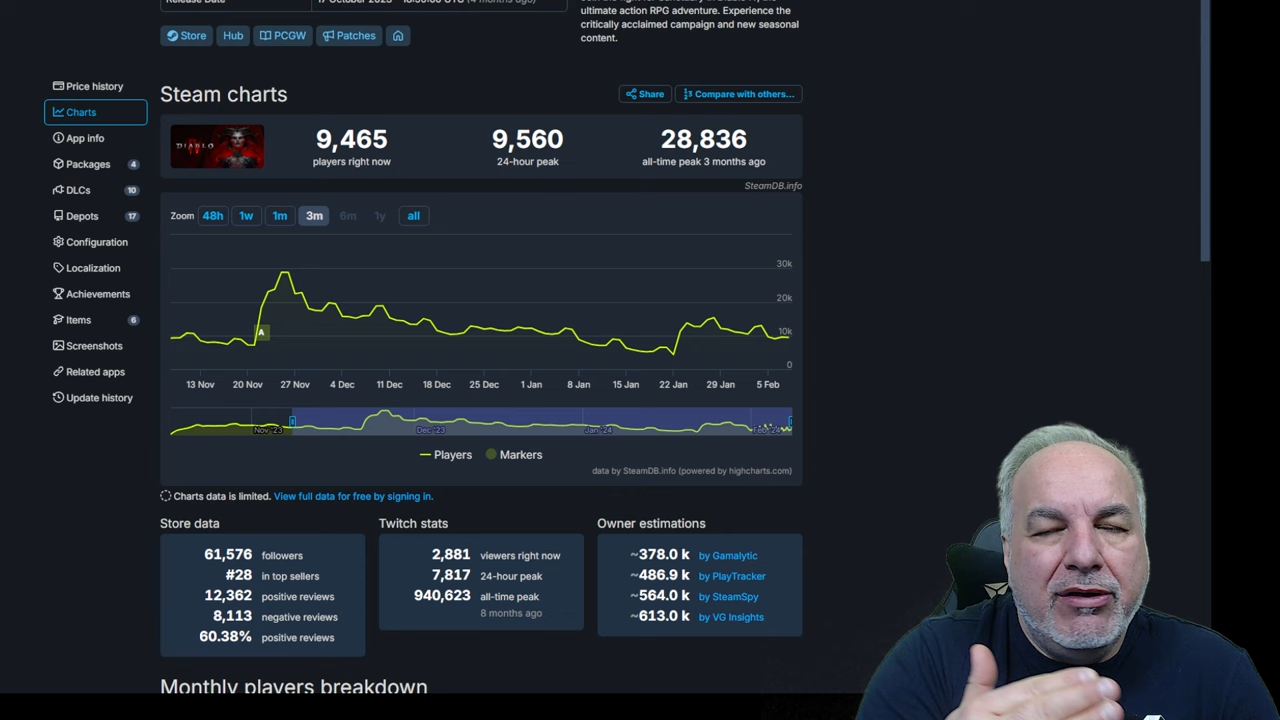 ultimate action RPG adventure. Experience the
critically acclaimed campaign and new seasonal
content.
Store
Hub
PCGW
Patches
Price history
Charts
App info
Packages 4
DLCs 10
Depots 17
Configuration
Localization
Achievements
Items 6
Screenshots
Related apps
Update history
Steam charts
Share
Compare with others...
DIABLO
9,465
players right now
9,560
24-hour peak
28,836
all-time peak 3 months ago
SteamDB.info
Zoom 48h 1w 1m 3m 6m 1y all
30k
20k
10k
0
A
13 Nov 20 Nov 27 Nov 4 Dec 11 Dec 18 Dec 25 Dec 1 Jan 8 Jan 15 Jan 22 Jan 29 Jan 5 Feb
Nov '23 Dec '23 Jan '24 Feb '24
Players Markers
data by SteamDB.info (powered by highcharts.com)
Charts data is limited. View full data for free by signing in.
Store data
61,576 followers
#28 in top sellers
12,362 positive reviews
8,113 negative reviews
60.38% positive reviews
Twitch stats
2,881 viewers right now
7,817 24-hour peak
940,623 all-time peak
8 months ago
Owner estimations
~378.0 k by Gamalytic
~486.9 k by PlayTracker
~564.0 k by SteamSpy
~613.0 k by VG Insights
Monthly players breakdown